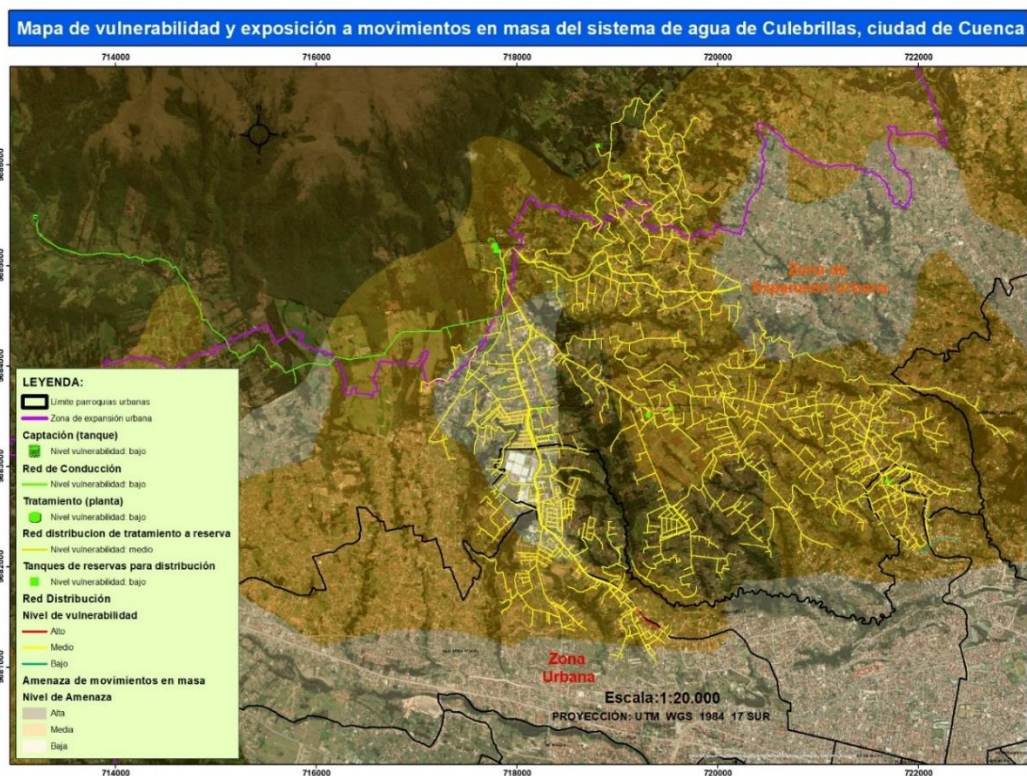 Mapa de vulnerabilidad y exposición a movimientos en masa del sistema de agua de Culebrillas, ciudad de Cuenca
714000 716000 718000 720000 722000
Zona de
Expansión Urbana
LEYENDA:
Límite parroquias urbanas
Zona de expansión urbana
Captación (tanque)
Nivel vulnerabilidad: bajo
Red de Conducción
Nivel vulnerabilidad: bajo
Tratamiento (planta)
Nivel vulnerabilidad: bajo
Red distribucion de tratamiento a reserva
Nivel vulnerabilidad: medio
Tanques de reservas para distribución
Nivel vulnerabilidad: bajo
Red Distribución
Nivel de vulnerabilidad
Alto
Medio
Bajo
Amenaza de movimientos en masa
Nivel de Amenaza
Alta
Media
Baja
Zona
Urbana
Escala:1:20.000
PROYECCIÓN: UTM WGS 1984 17 SUR
714000 716000 718000 720000 722000